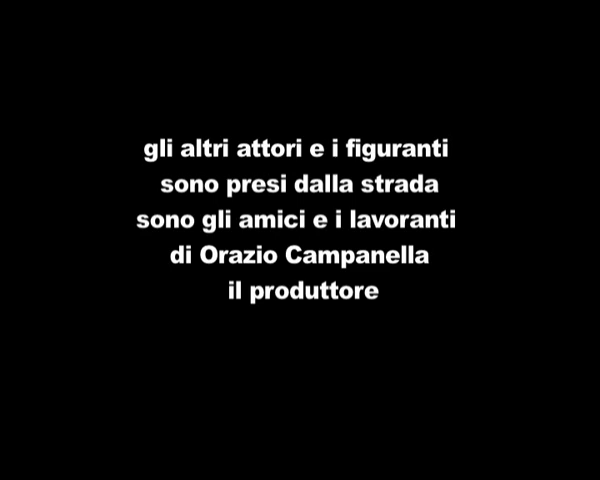 gli altri attori e i figuranti
sono presi dalla strada
sono gli amici e i lavoranti
di Orazio Campanella
il produttore